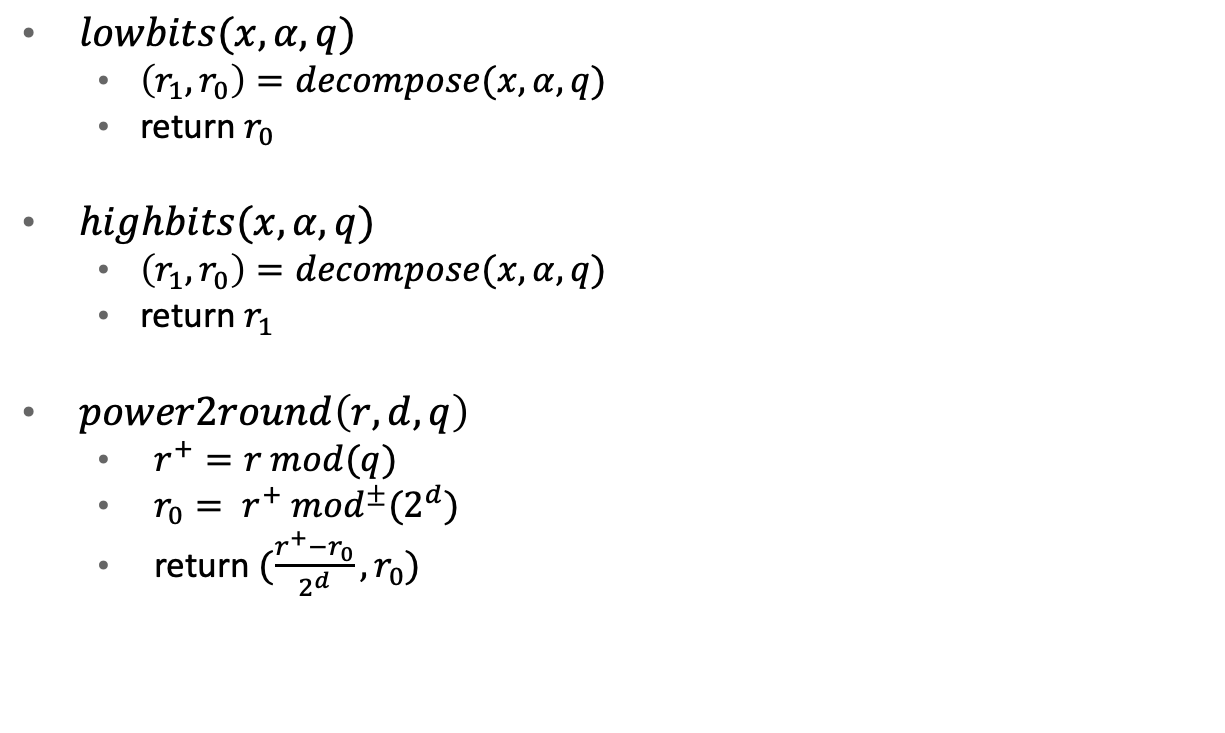 • lowbits(x, α, q)
• (r₁, r₀) = decompose(x, α, q)
• return r₀
• highbits(x, α, q)
• (r₁, r₀) = decompose(x, α, q)
• return r₁
• power2round(r, d, q)
• r⁺ = r mod(q)
• r₀ = r⁺ mod±(2ᵈ)
• return ((r⁺−r₀)/2ᵈ, r₀)